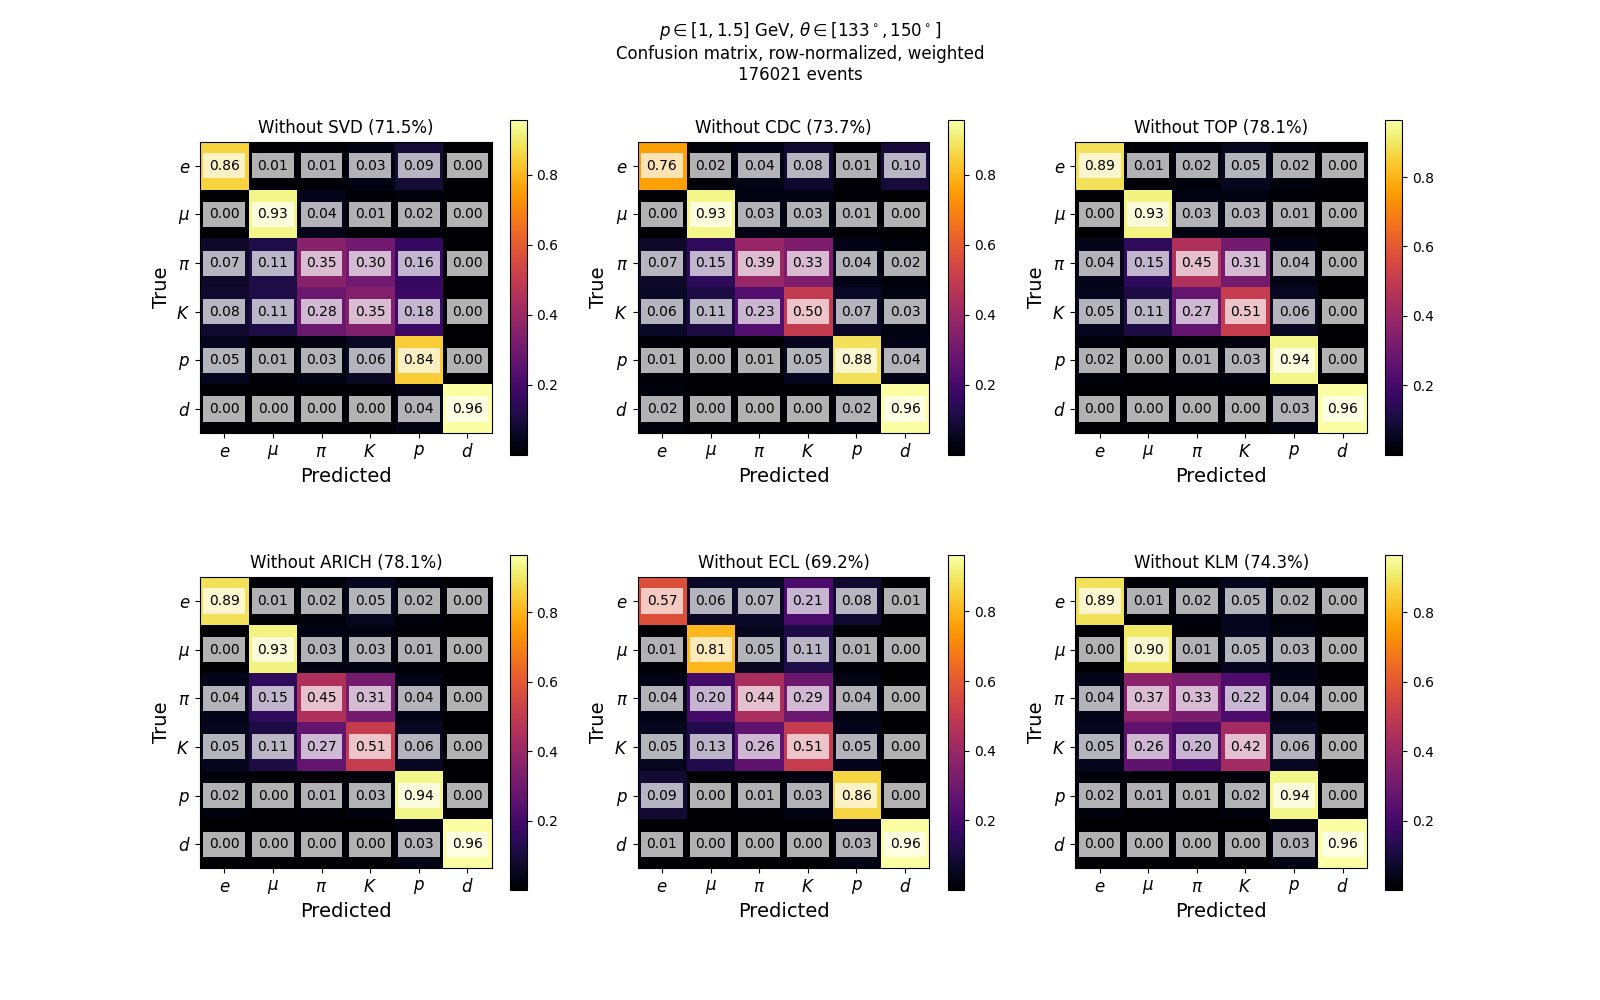 p ∈ [1, 1.5] GeV, θ ∈ [133°, 150°]
Confusion matrix, row-normalized, weighted
176021 events
Without SVD (71.5%)
e 0.86 0.01 0.01 0.03 0.09 0.00
μ 0.00 0.93 0.04 0.01 0.02 0.00
π 0.07 0.11 0.35 0.30 0.16 0.00
K 0.08 0.11 0.28 0.35 0.18 0.00
p 0.05 0.01 0.03 0.06 0.84 0.00
d 0.00 0.00 0.00 0.00 0.04 0.96
e μ π K p d
True
Predicted
0.8
0.6
0.4
0.2
Without CDC (73.7%)
e 0.76 0.02 0.04 0.08 0.01 0.10
μ 0.00 0.93 0.03 0.03 0.01 0.00
π 0.07 0.15 0.39 0.33 0.04 0.02
K 0.06 0.11 0.23 0.50 0.07 0.03
p 0.01 0.00 0.01 0.05 0.88 0.04
d 0.02 0.00 0.00 0.00 0.02 0.96
e μ π K p d
True
Predicted
0.8
0.6
0.4
0.2
Without TOP (78.1%)
e 0.89 0.01 0.02 0.05 0.02 0.00
μ 0.00 0.93 0.03 0.03 0.01 0.00
π 0.04 0.15 0.45 0.31 0.04 0.00
K 0.05 0.11 0.27 0.51 0.06 0.00
p 0.02 0.00 0.01 0.03 0.94 0.00
d 0.00 0.00 0.00 0.00 0.03 0.96
e μ π K p d
True
Predicted
0.8
0.6
0.4
0.2
Without ARICH (78.1%)
e 0.89 0.01 0.02 0.05 0.02 0.00
μ 0.00 0.93 0.03 0.03 0.01 0.00
π 0.04 0.15 0.45 0.31 0.04 0.00
K 0.05 0.11 0.27 0.51 0.06 0.00
p 0.02 0.00 0.01 0.03 0.94 0.00
d 0.00 0.00 0.00 0.00 0.03 0.96
e μ π K p d
True
Predicted
0.8
0.6
0.4
0.2
Without ECL (69.2%)
e 0.57 0.06 0.07 0.21 0.08 0.01
μ 0.01 0.81 0.05 0.11 0.01 0.00
π 0.04 0.20 0.44 0.29 0.04 0.00
K 0.05 0.13 0.26 0.51 0.05 0.00
p 0.09 0.00 0.01 0.03 0.86 0.00
d 0.01 0.00 0.00 0.00 0.03 0.96
e μ π K p d
True
Predicted
0.8
0.6
0.4
0.2
Without KLM (74.3%)
e 0.89 0.01 0.02 0.05 0.02 0.00
μ 0.00 0.90 0.01 0.05 0.03 0.00
π 0.04 0.37 0.33 0.22 0.04 0.00
K 0.05 0.26 0.20 0.42 0.06 0.00
p 0.02 0.01 0.01 0.02 0.94 0.00
d 0.00 0.00 0.00 0.00 0.03 0.96
e μ π K p d
True
Predicted
0.8
0.6
0.4
0.2